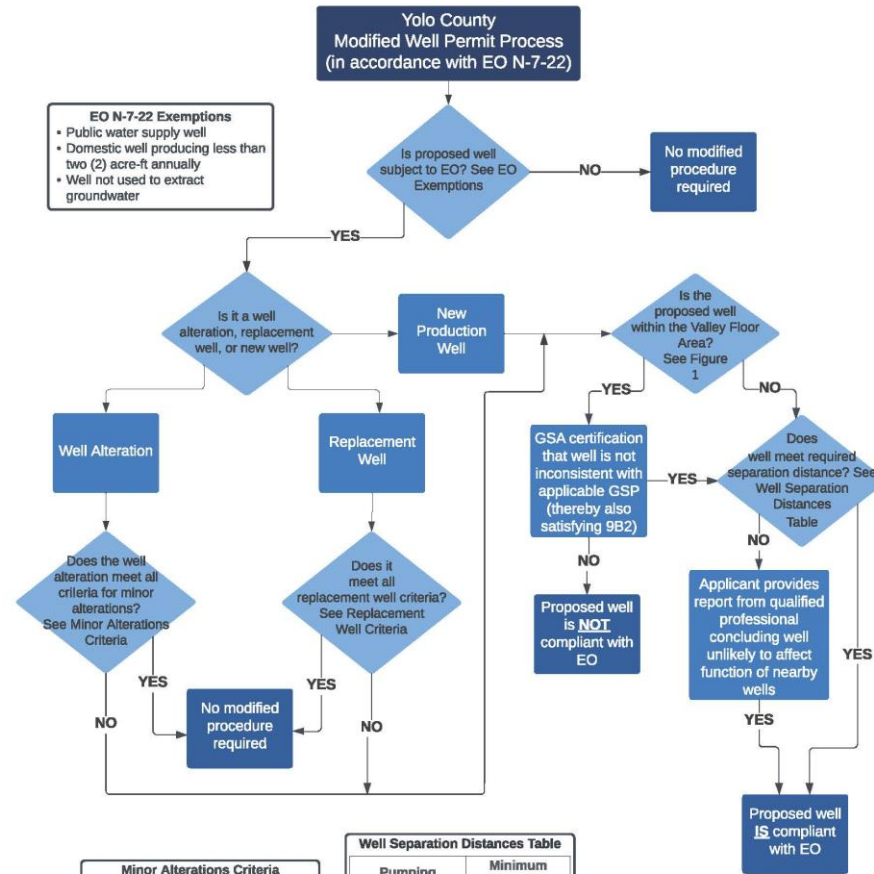 Yolo County
Modified Well Permit Process
(in accordance with EO N-7-22)
EO N-7-22 Exemptions
• Public water supply well
• Domestic well producing less than
two (2) acre-ft annually
• Well not used to extract
groundwater
Is proposed well
subject to EO? See EO
Exemptions
NO
No modified
procedure
required
YES
Is it a well
alteration, replacement
well, or new well?
New
Production
Well
Is the
proposed well
within the Valley Floor
Area?
See Figure
1
YES
NO
Well Alteration
Replacement
Well
GSA certification
that well is not
inconsistent with
applicable GSP
(thereby also
satisfying 9B2)
YES
Does
well meet required
separation distance? See
Well Separation
Distances
Table
NO
NO
Does the well
alteration meet all
criteria for minor
alterations?
See Minor Alterations
Criteria
Does it
meet all
replacement well criteria?
See Replacement
Well Criteria
Proposed well
is NOT
compliant with
EO
Applicant provides
report from qualified
professional
concluding well
unlikely to affect
function of nearby
wells
YES
YES
YES
NO
No modified
procedure
required
NO
YES
Proposed well
IS compliant
with EO
Minor Alterations Criteria
Well Separation Distances Table
Pumping
Minimum